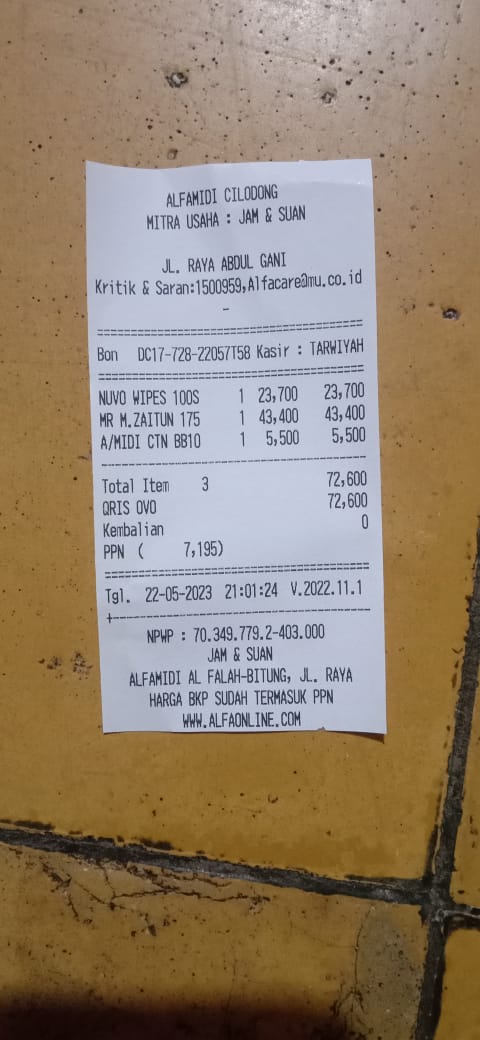 ALFAMIDI CILODONG
MITRA USAHA : JAM & SUAN
JL. RAYA ABDUL GANI
Kritik & Saran:1500959,Alfacare@mu.co.id
-
========================================
Bon DC17-728-22057T58 Kasir : TARWIYAH
========================================
NUVO WIPES 100S 1 23,700 23,700
MR M.ZAITUN 175 1 43,400 43,400
A/MIDI CTN BB10 1 5,500 5,500
----------------------------------------
Total Item 3 72,600
QRIS OVO 72,600
Kembalian 0
PPN ( 7,195)
========================================
Tgl. 22-05-2023 21:01:24 V.2022.11.1
+---------------------------------------
NPWP : 70.349.779.2-403.000
JAM & SUAN
ALFAMIDI AL FALAH-BITUNG, JL. RAYA
HARGA BKP SUDAH TERMASUK PPN
WWW.ALFAONLINE.COM